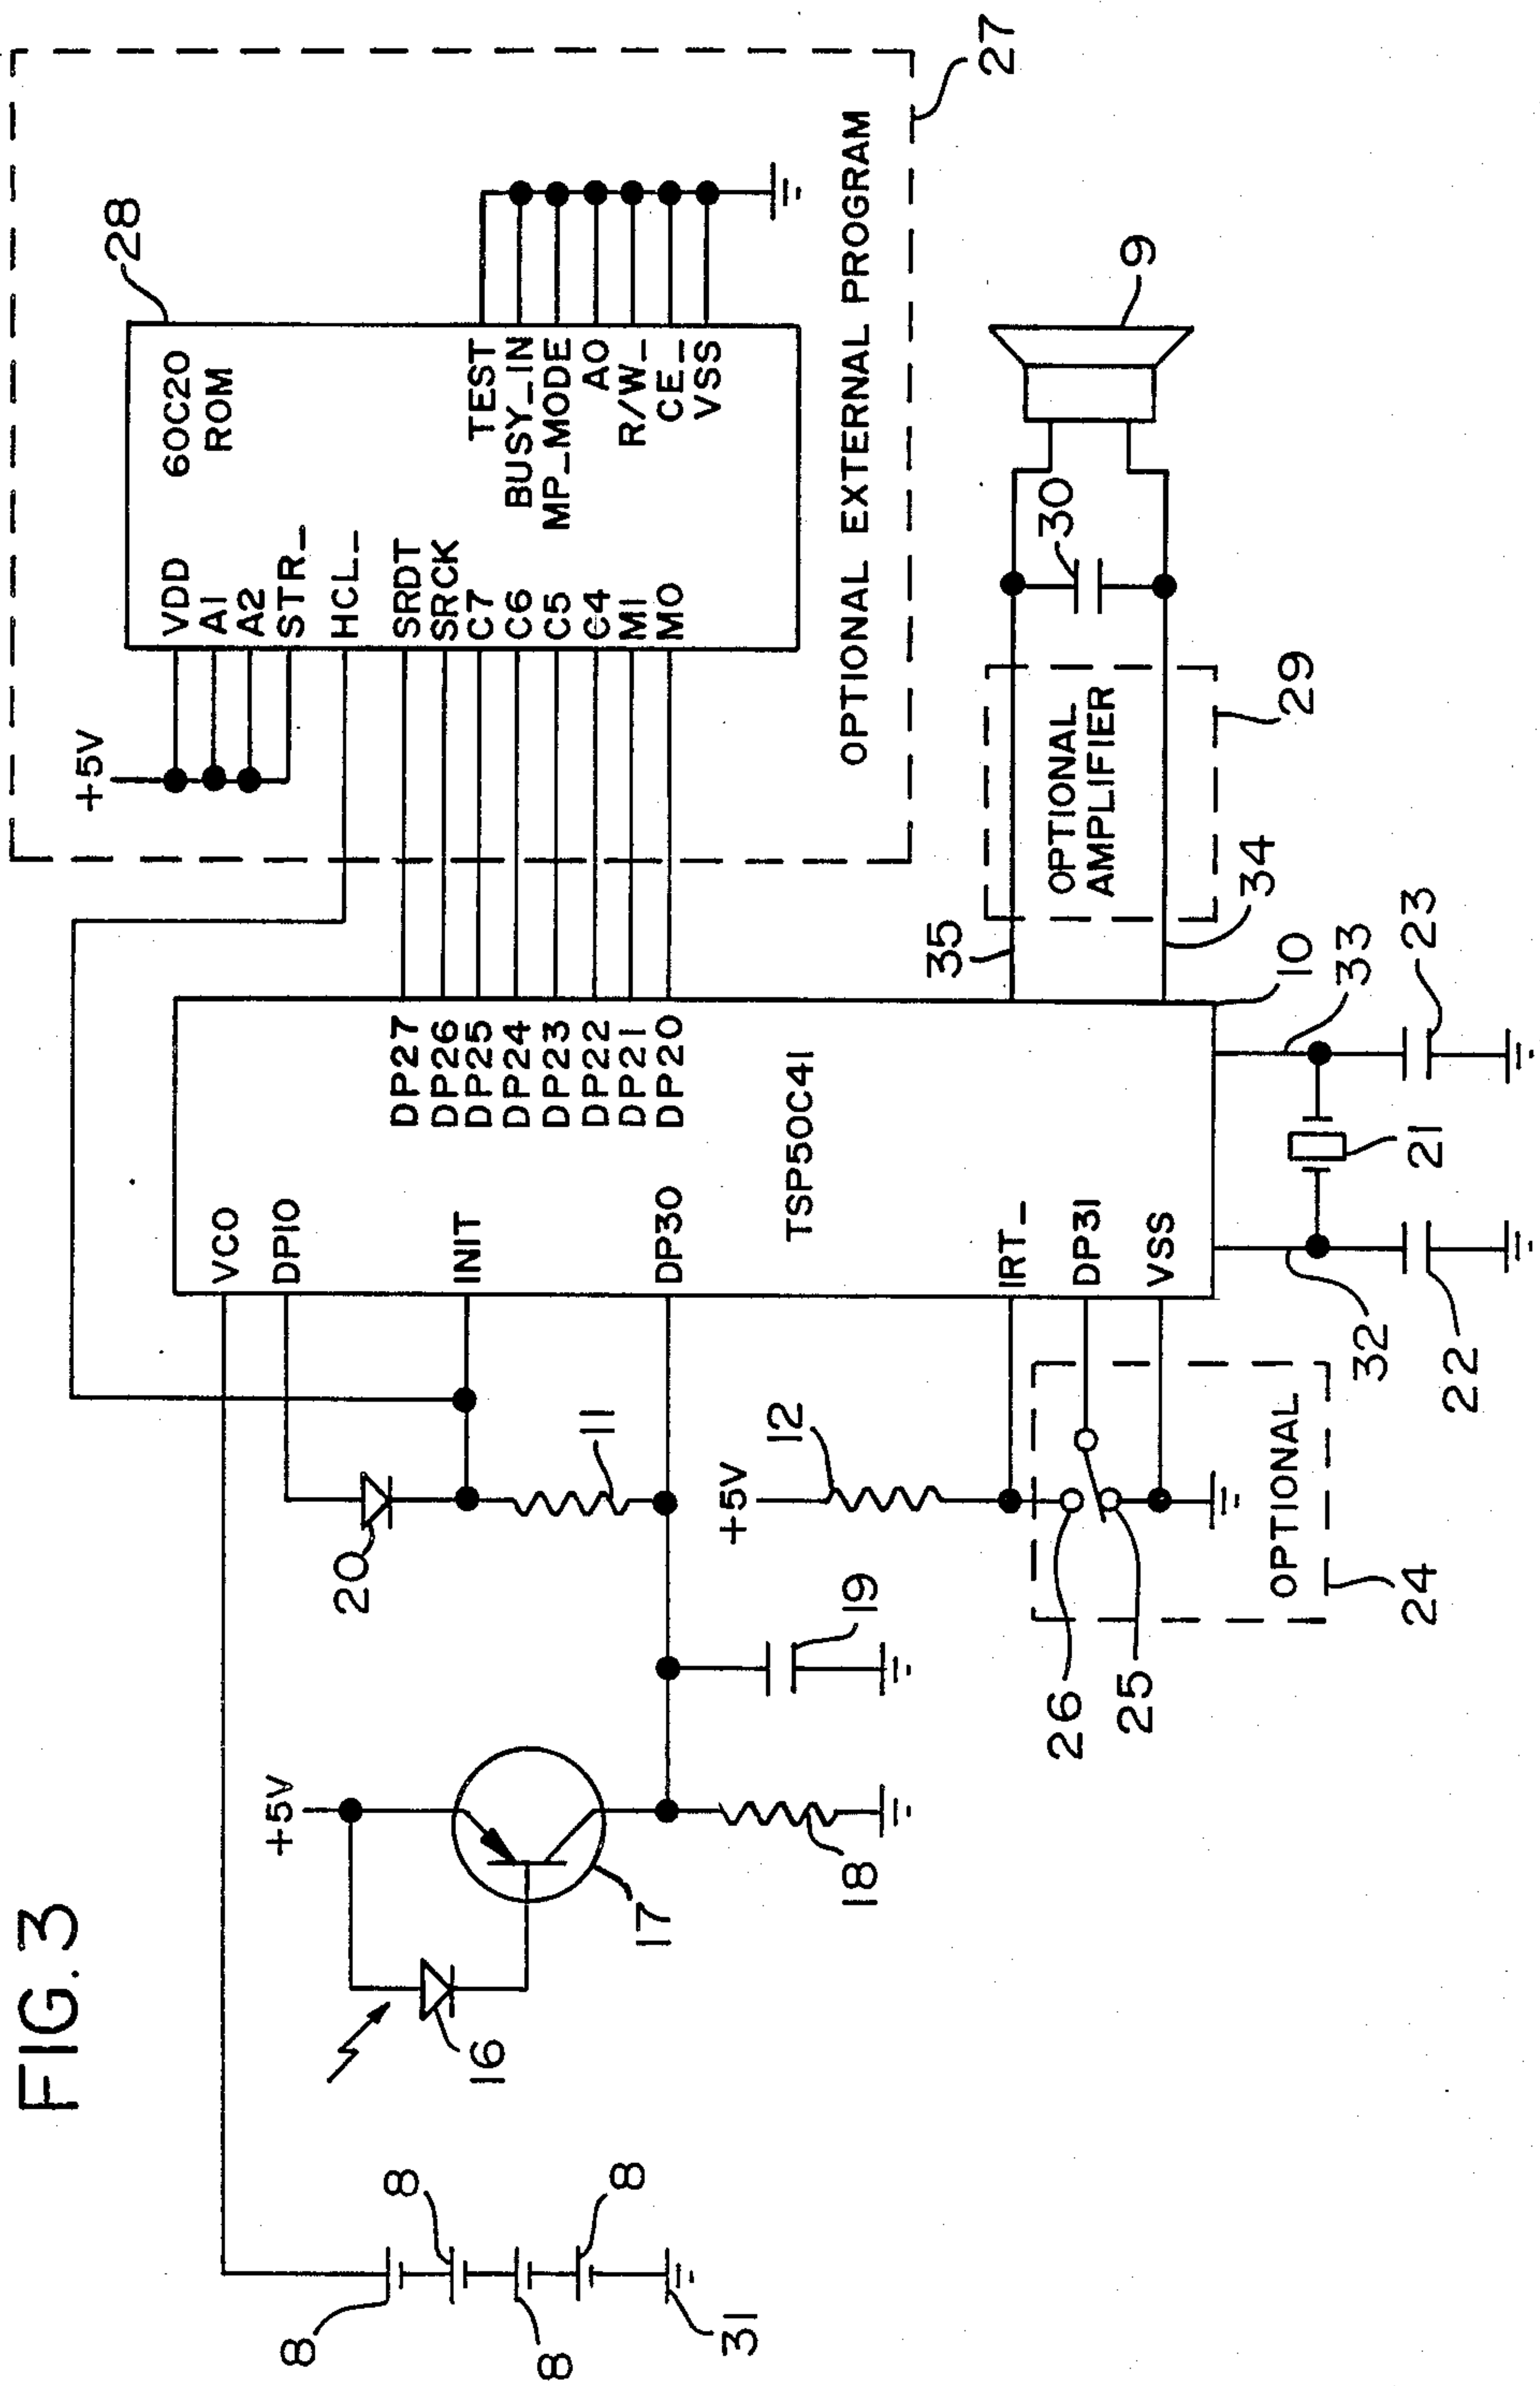 FIG. 3
+5V
28
60C20
ROM
VDD
A1
A2
STR_
HCL_
SRDT
SRCK
C7
C6
C5
C4
M1
M0
TEST
BUSY_IN
MP_MODE
A0
R/W_
CE_
VSS
OPTIONAL EXTERNAL PROGRAM
27
VCO
DP10
INIT
DP30
IRT_
DP31
VSS
DP27
DP26
DP25
DP24
DP23
DP22
DP21
DP20
TSP50C41
10
8
8
8
8
31
16
+5V
17
18
19
20
11
+5V
12
26
25
OPTIONAL
24
35
34
OPTIONAL
AMPLIFIER
29
30
9
32
33
22
21
23